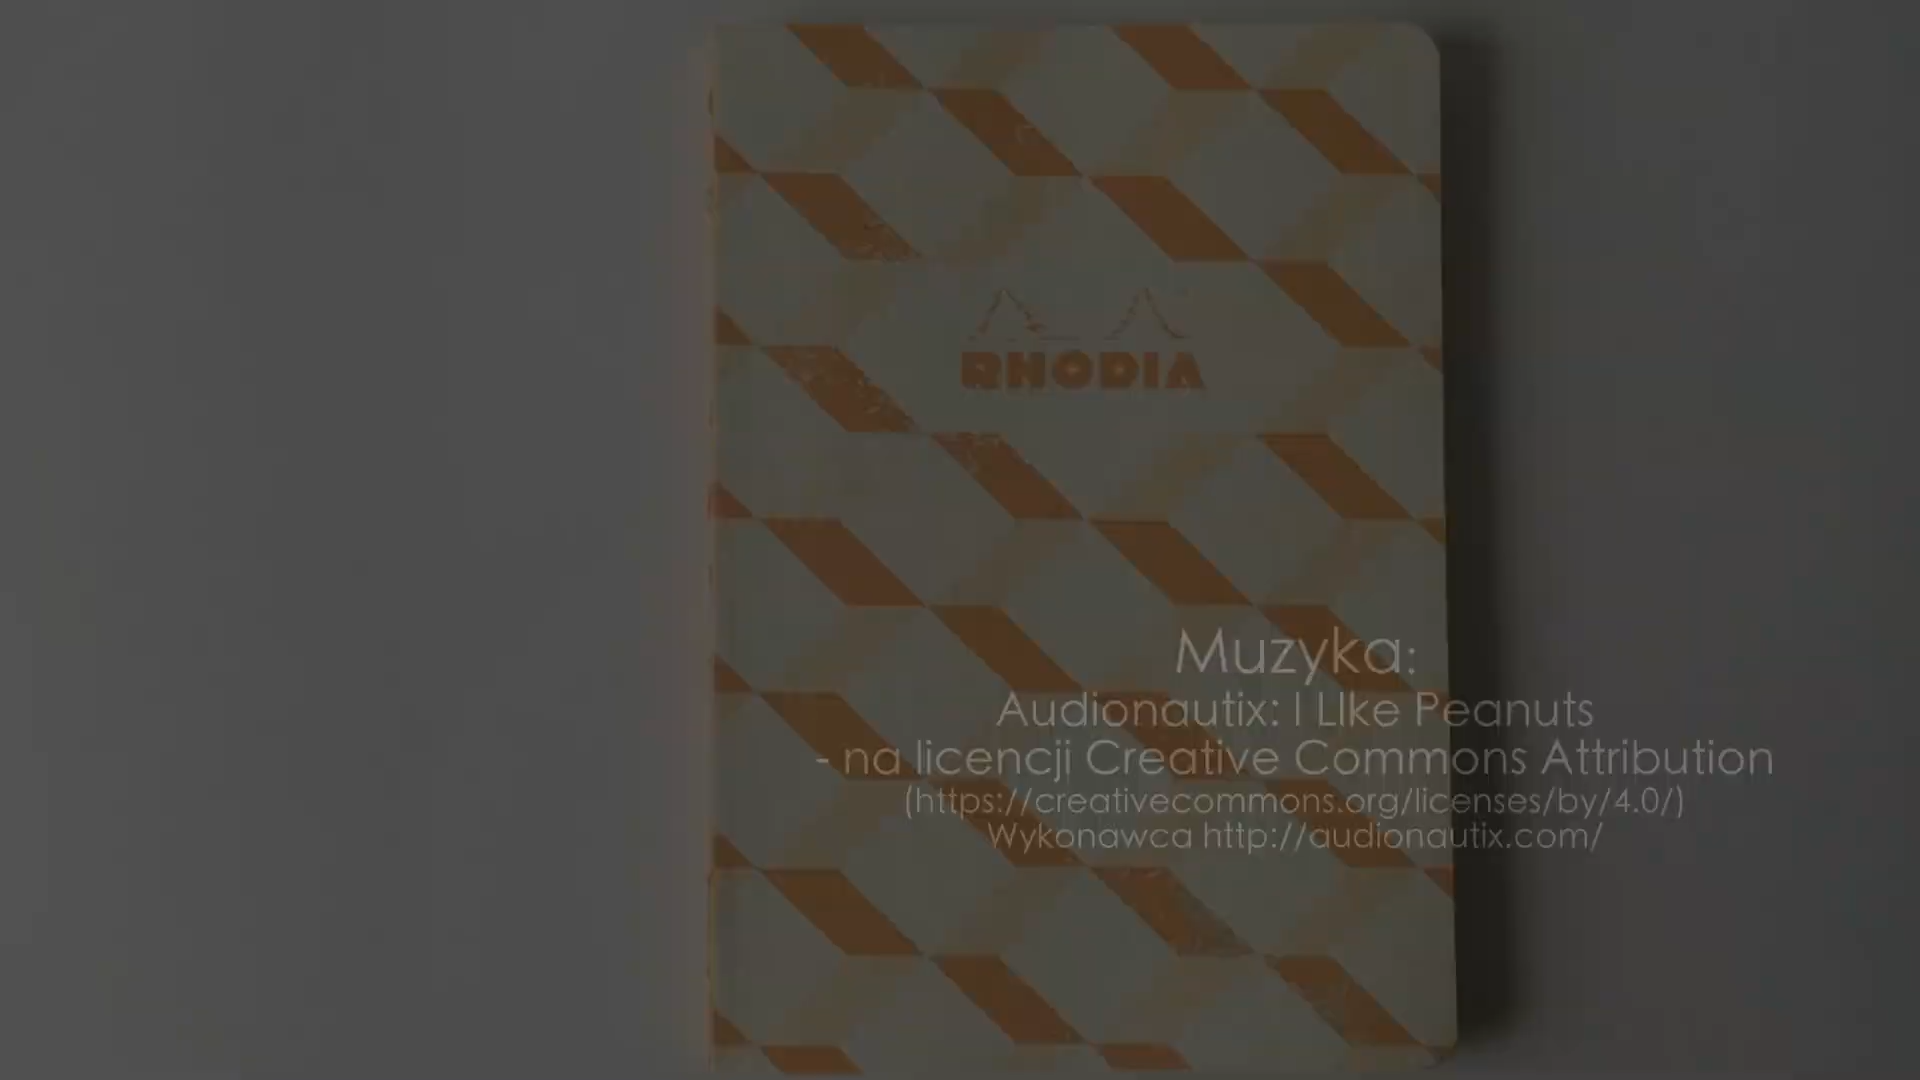 RHODIA
Muzyka:
Audionautix: I LIke Peanuts
- na licencji Creative Commons Attribution
(https://creativecommons.org/licenses/by/4.0/)
Wykonawca http://audionautix.com/